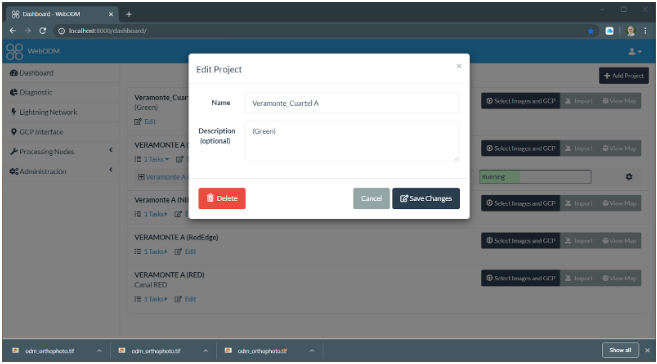 Dashboard - WebODM
localhost:8000/dashboard/
WebODM
Dashboard
Diagnostic
Lightning Network
GCP Interface
Processing Nodes
Administración
Add Project
Veramonte_Cuar
(Green)
Edit
Select Images and GCP
Import
View Map
VERAMONTE A (
1 Tasks
Select Images and GCP
Import
View Map
Veramonte A
Running
Veramonte A (NI
1 Tasks
Select Images and GCP
Import
View Map
VERAMONTE A (RedEdge)
1 Tasks
Edit
Select Images and GCP
Import
View Map
VERAMONTE A (RED)
Canal RED
1 Tasks
Edit
Select Images and GCP
Import
View Map
Edit Project
Name
Veramonte_Cuartel A
Description
(optional)
(Green)
Delete
Cancel
Save Changes
odm_orthophoto.tif
odm_orthophoto.tif
odm_orthophoto.tif
Show all